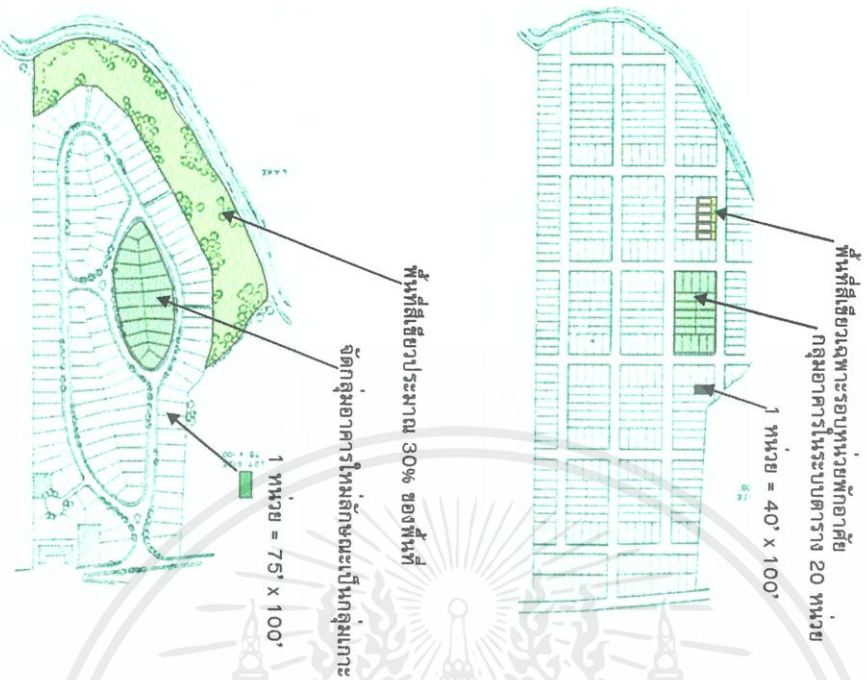 พื้นที่สีเขียวเฉพาะรอบหน่วยพักอาศัย
กลุ่มอาคารในระบบตาราง 20 หน่วย
1 หน่วย = 40' x 100'
พื้นที่สีเขียวประมาณ 30% ของพื้นที่
จัดกลุ่มอาคารใหม่ลักษณะเป็นกลุ่มเกาะ
1 หน่วย = 75' x 100'
LAKE